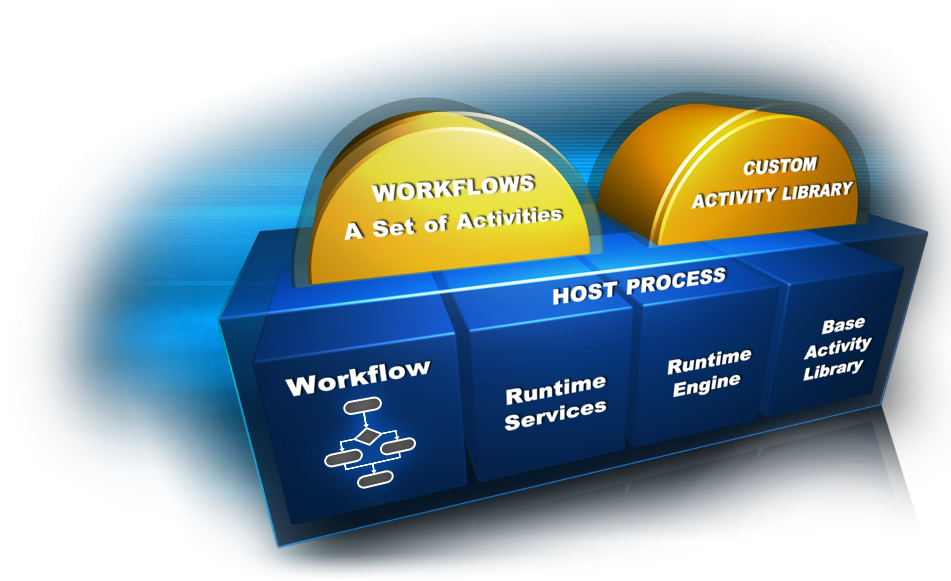 WORKFLOWS
A Set of Activities
CUSTOM
ACTIVITY LIBRARY
HOST PROCESS
Workflow
Runtime
Services
Runtime
Engine
Base
Activity
Library